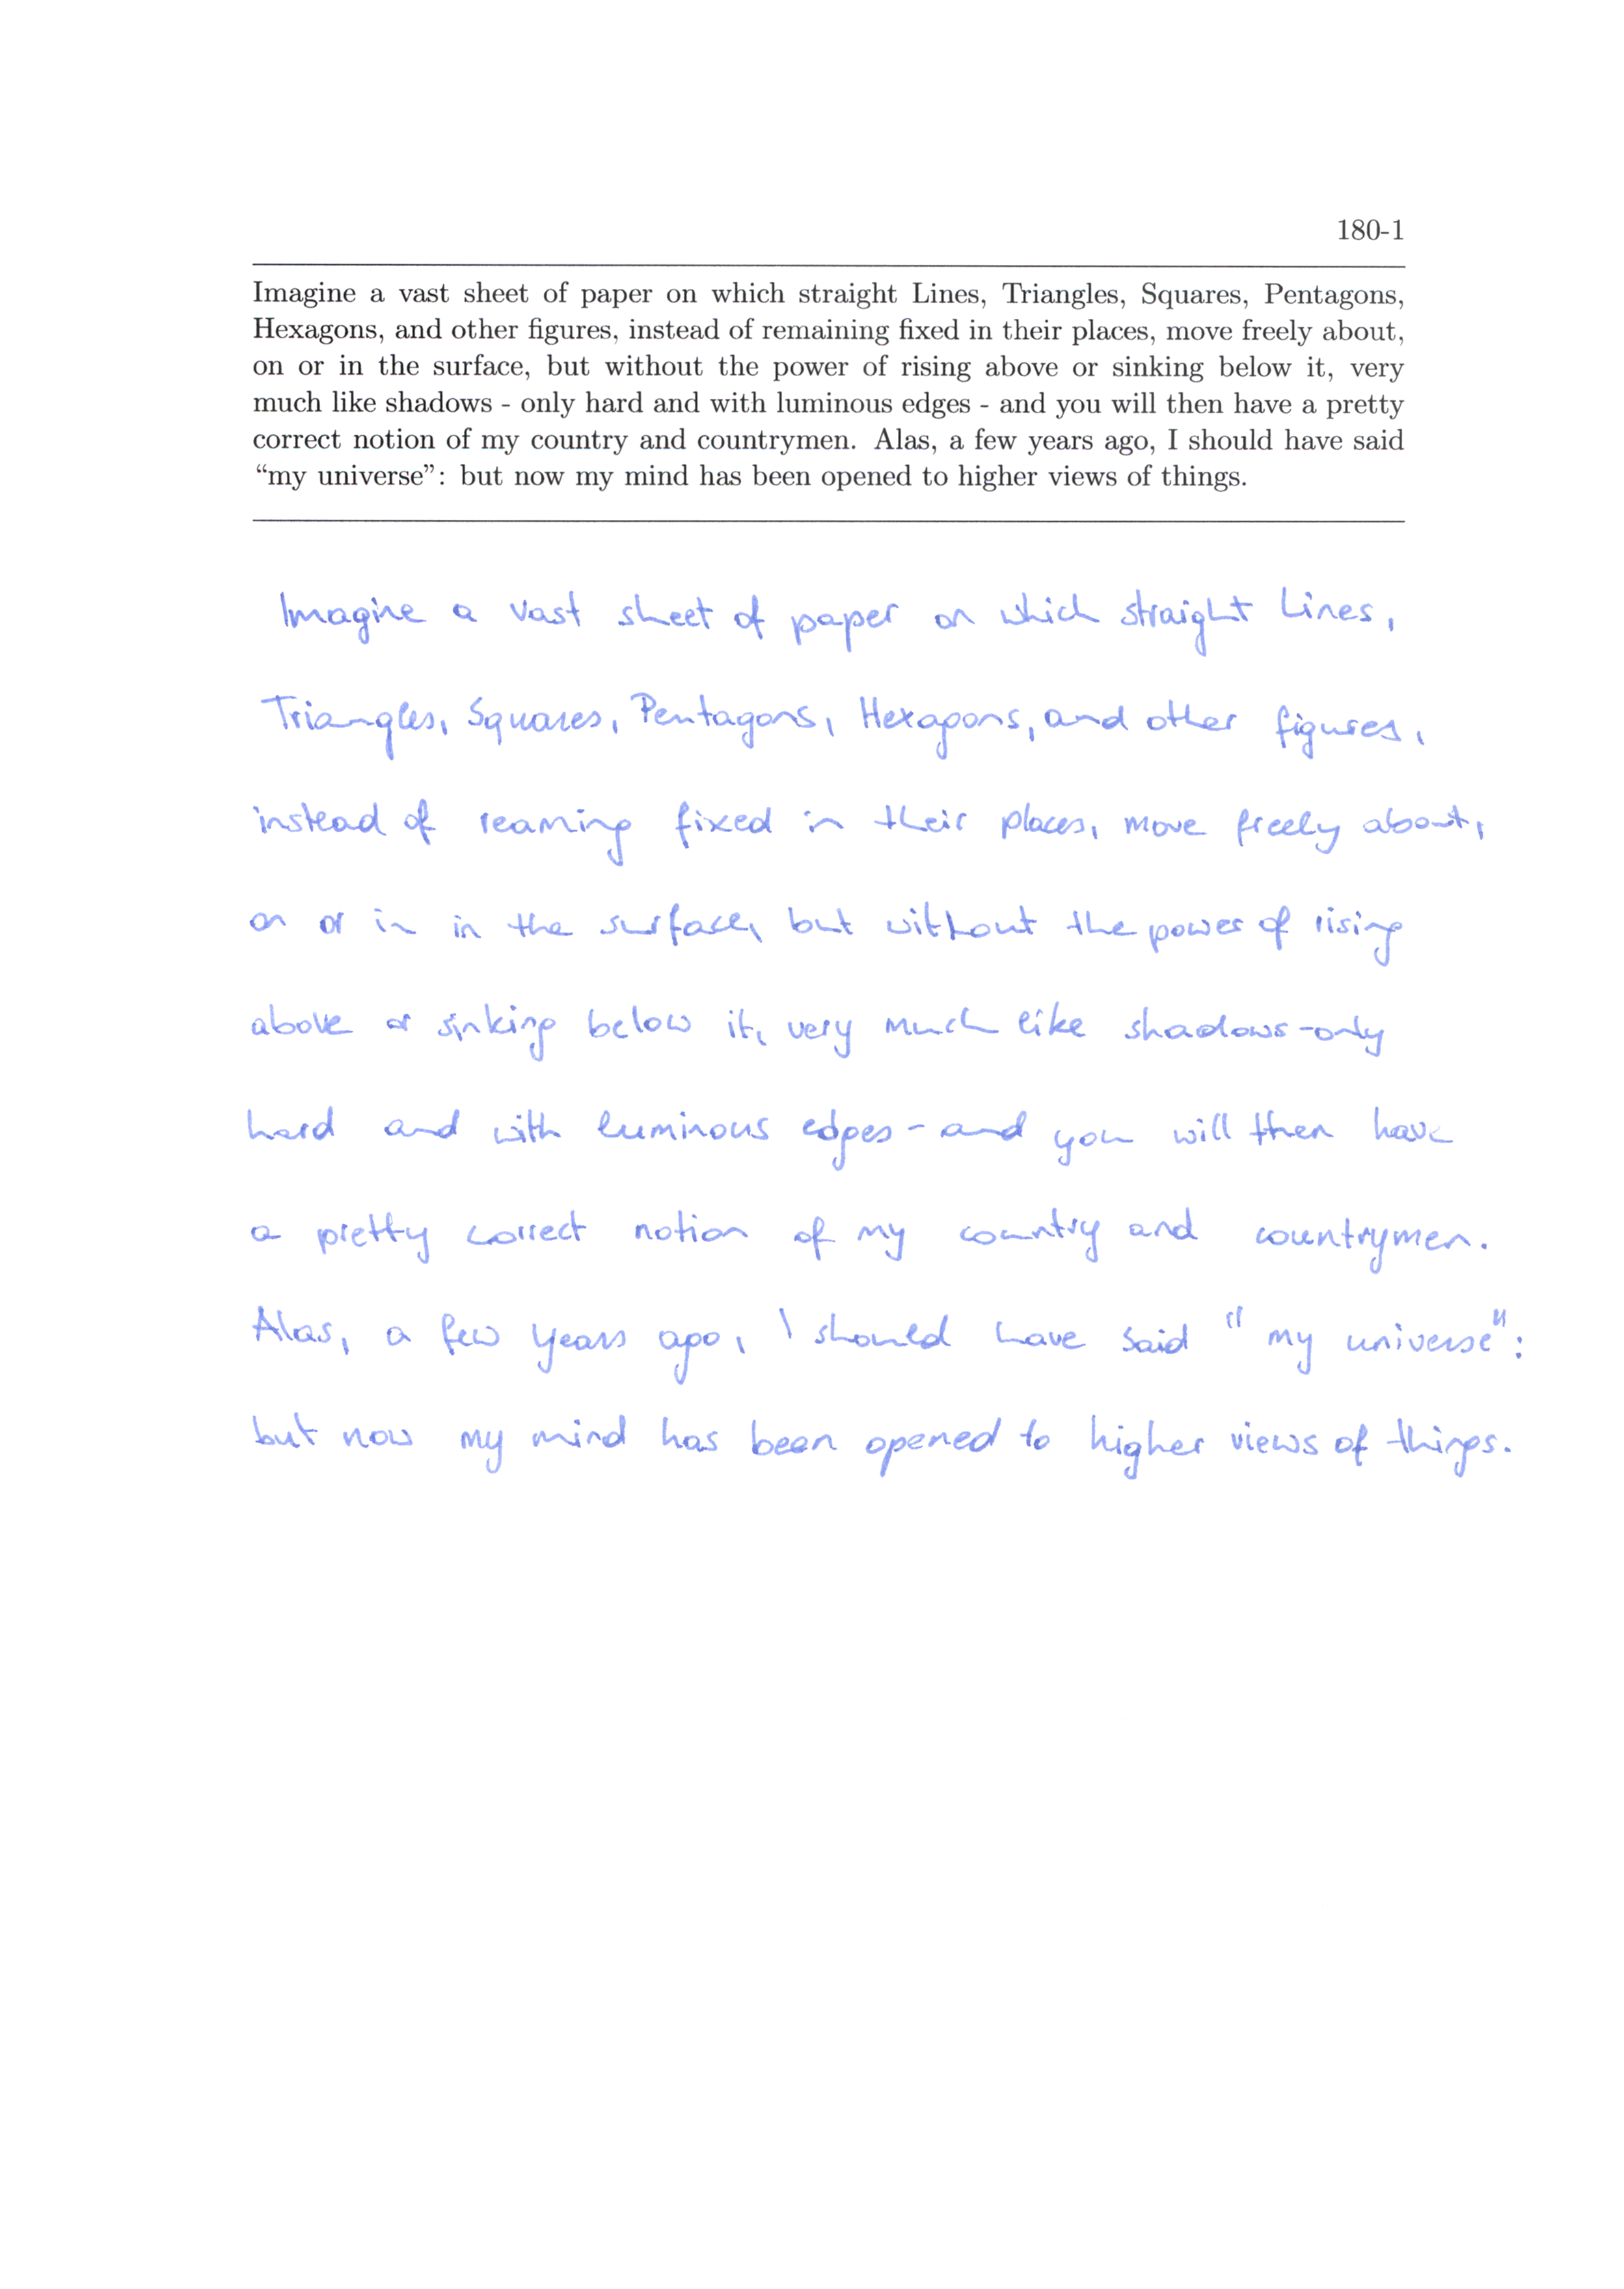 180-1
Imagine a vast sheet of paper on which straight Lines, Triangles, Squares, Pentagons,
Hexagons, and other figures, instead of remaining fixed in their places, move freely about,
on or in the surface, but without the power of rising above or sinking below it, very
much like shadows - only hard and with luminous edges - and you will then have a pretty
correct notion of my country and countrymen. Alas, a few years ago, I should have said
“my universe”: but now my mind has been opened to higher views of things.
Imagine a vast sheet of paper on which straight Lines,
Triangles, Squares, Pentagons, Hexagons, and other figures,
instead of reaming fixed in their places, move freely about,
on or in in the surface, but without the power of rising
above or sinking below it, very much like shadows-only
hard and with luminous edges - and you will then have
a pretty correct notion of my country and countrymen.
Alas, a few years ago, I should have said "my universe":
but now my mind has been opened to higher views of things.